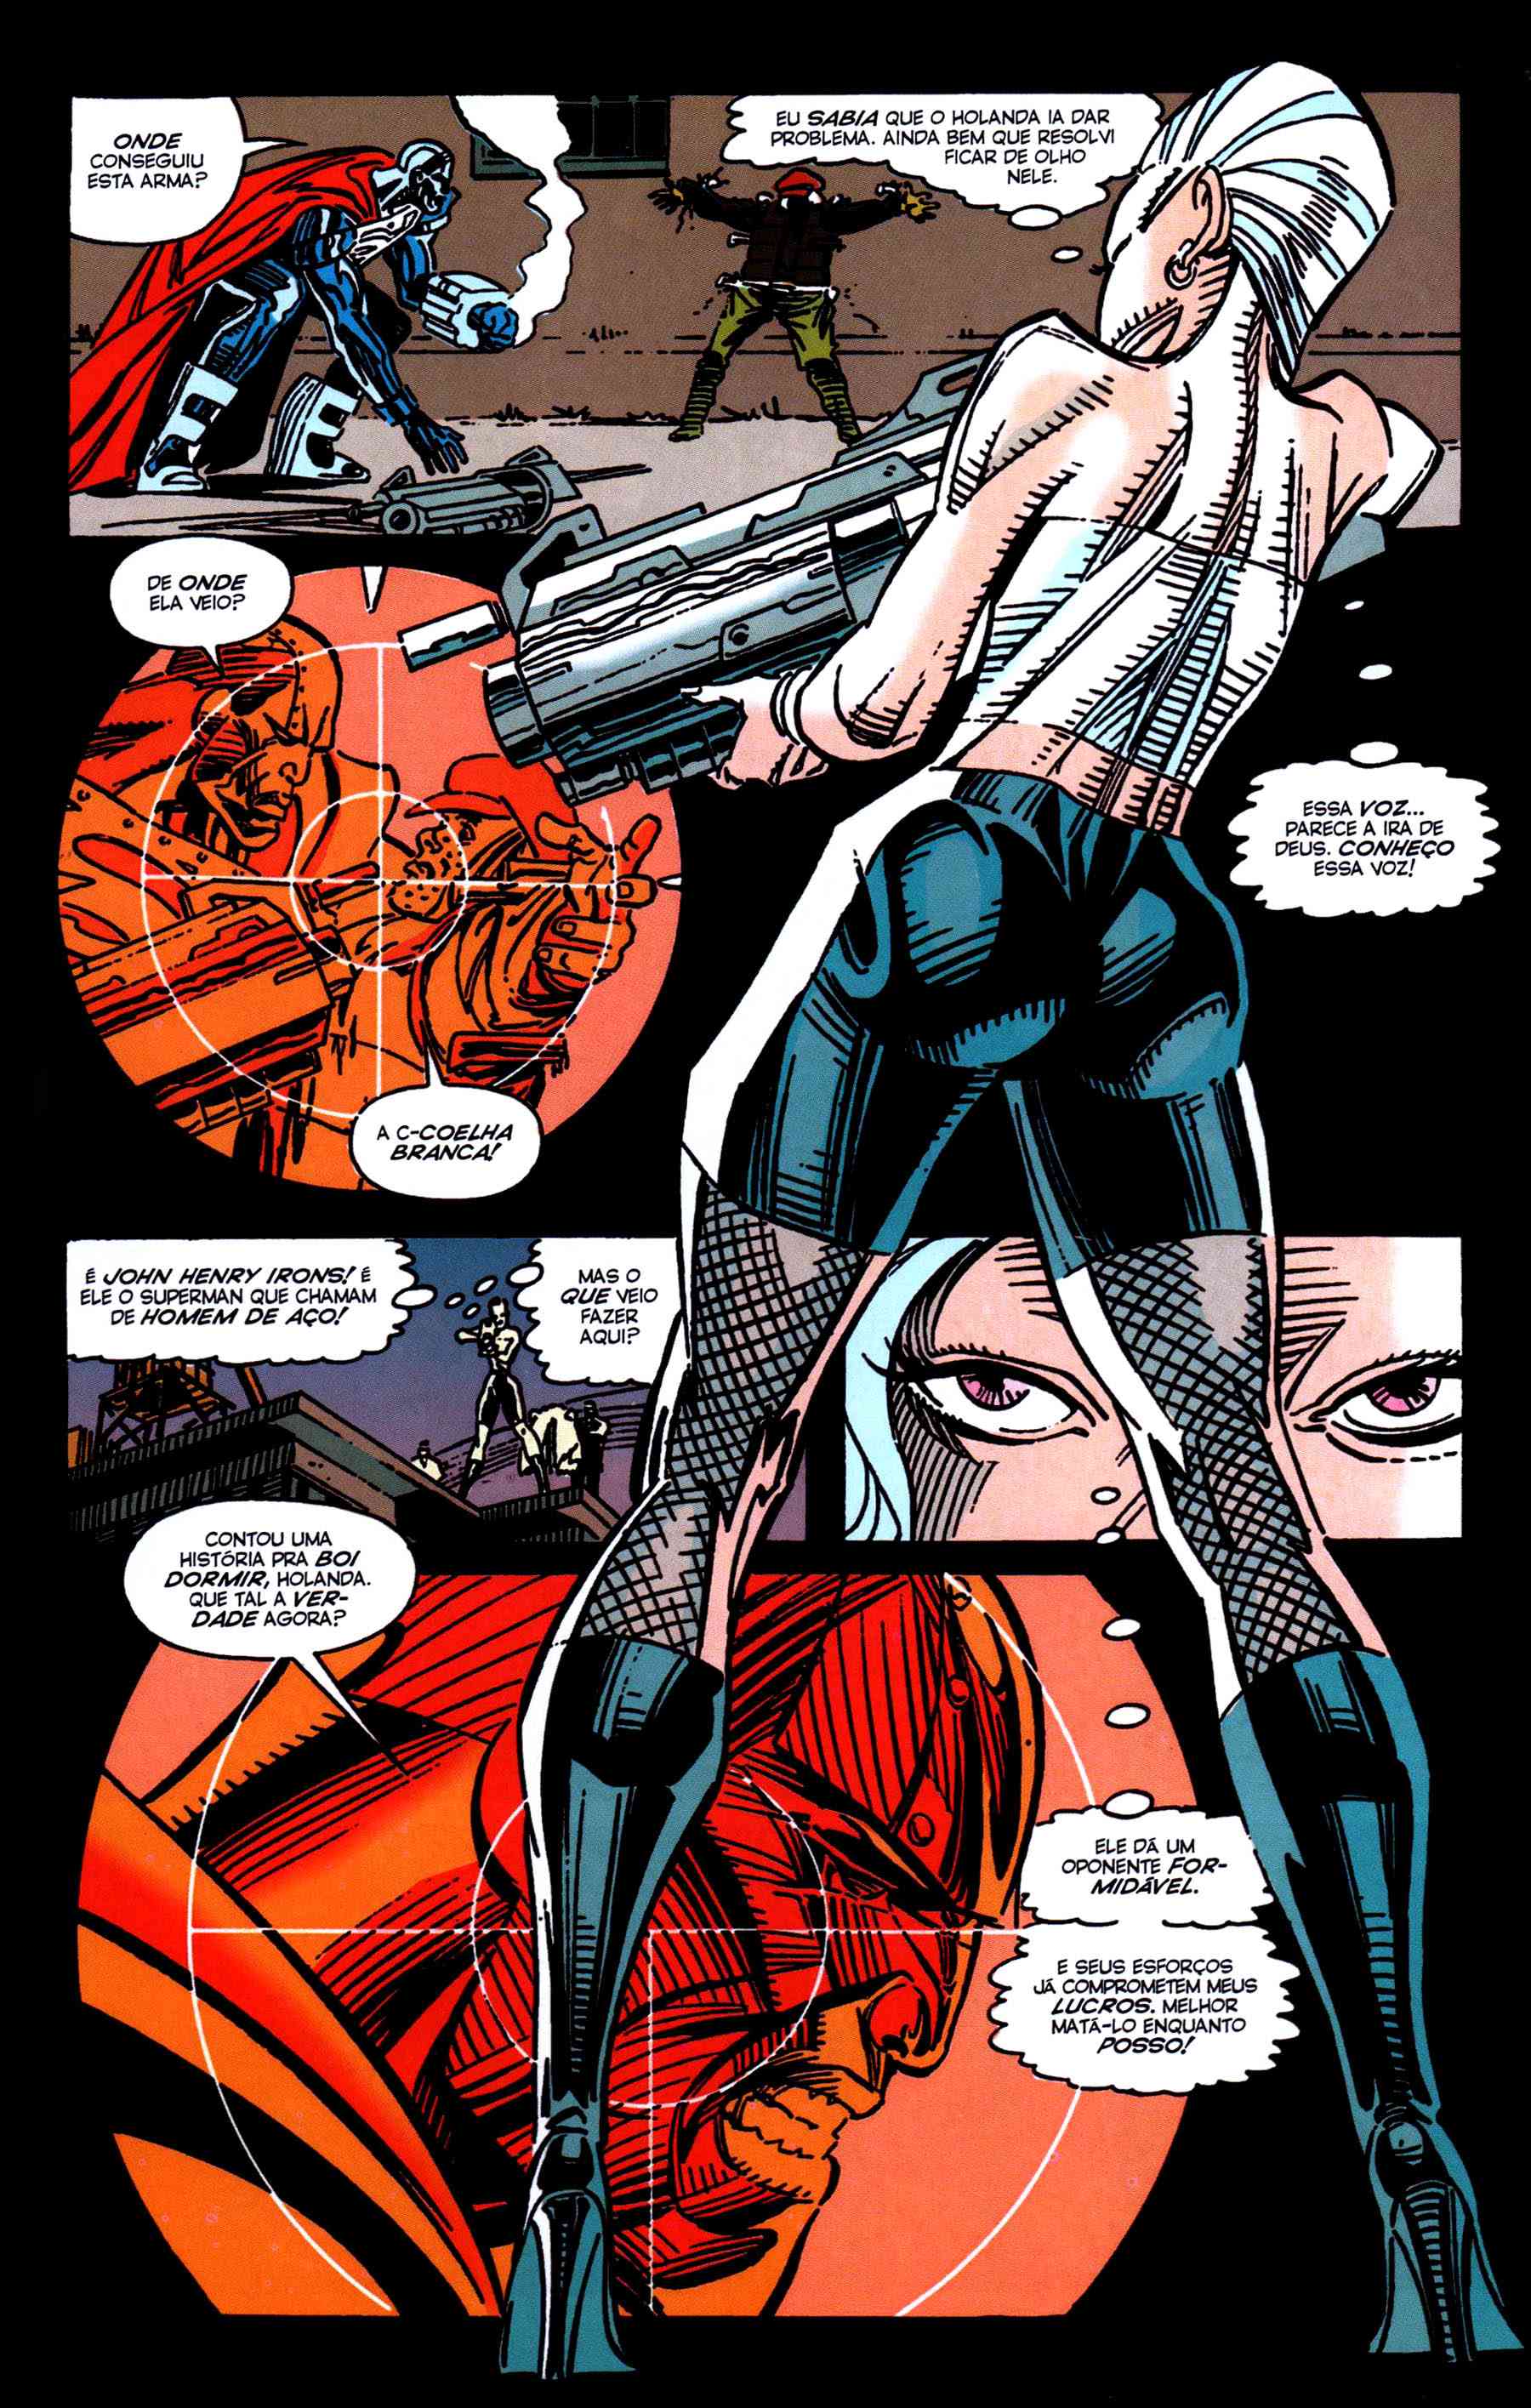 ONDE
CONSEGUIU
ESTA ARMA?
EU SABIA QUE O HOLANDA IA DAR
PROBLEMA. AINDA BEM QUE RESOLVI
FICAR DE OLHO
NELE.
DE ONDE
ELA VEIO?
ESSA VOZ...
PARECE A IRA DE
DEUS. CONHEÇO
ESSA VOZ!
A C-COELHA
BRANCA!
É JOHN HENRY IRONS! É
ELE O SUPERMAN QUE CHAMAM
DE HOMEM DE AÇO!
MAS O
QUE VEIO
FAZER
AQUI?
CONTOU UMA
HISTÓRIA PRA BOI
DORMIR, HOLANDA.
QUE TAL A VER-
DADE AGORA?
ELE DÁ UM
OPONENTE FOR-
MIDÁVEL.
E SEUS ESFORÇOS
JÁ COMPROMETEM MEUS
LUCROS. MELHOR
MATÁ-LO ENQUANTO
POSSO!